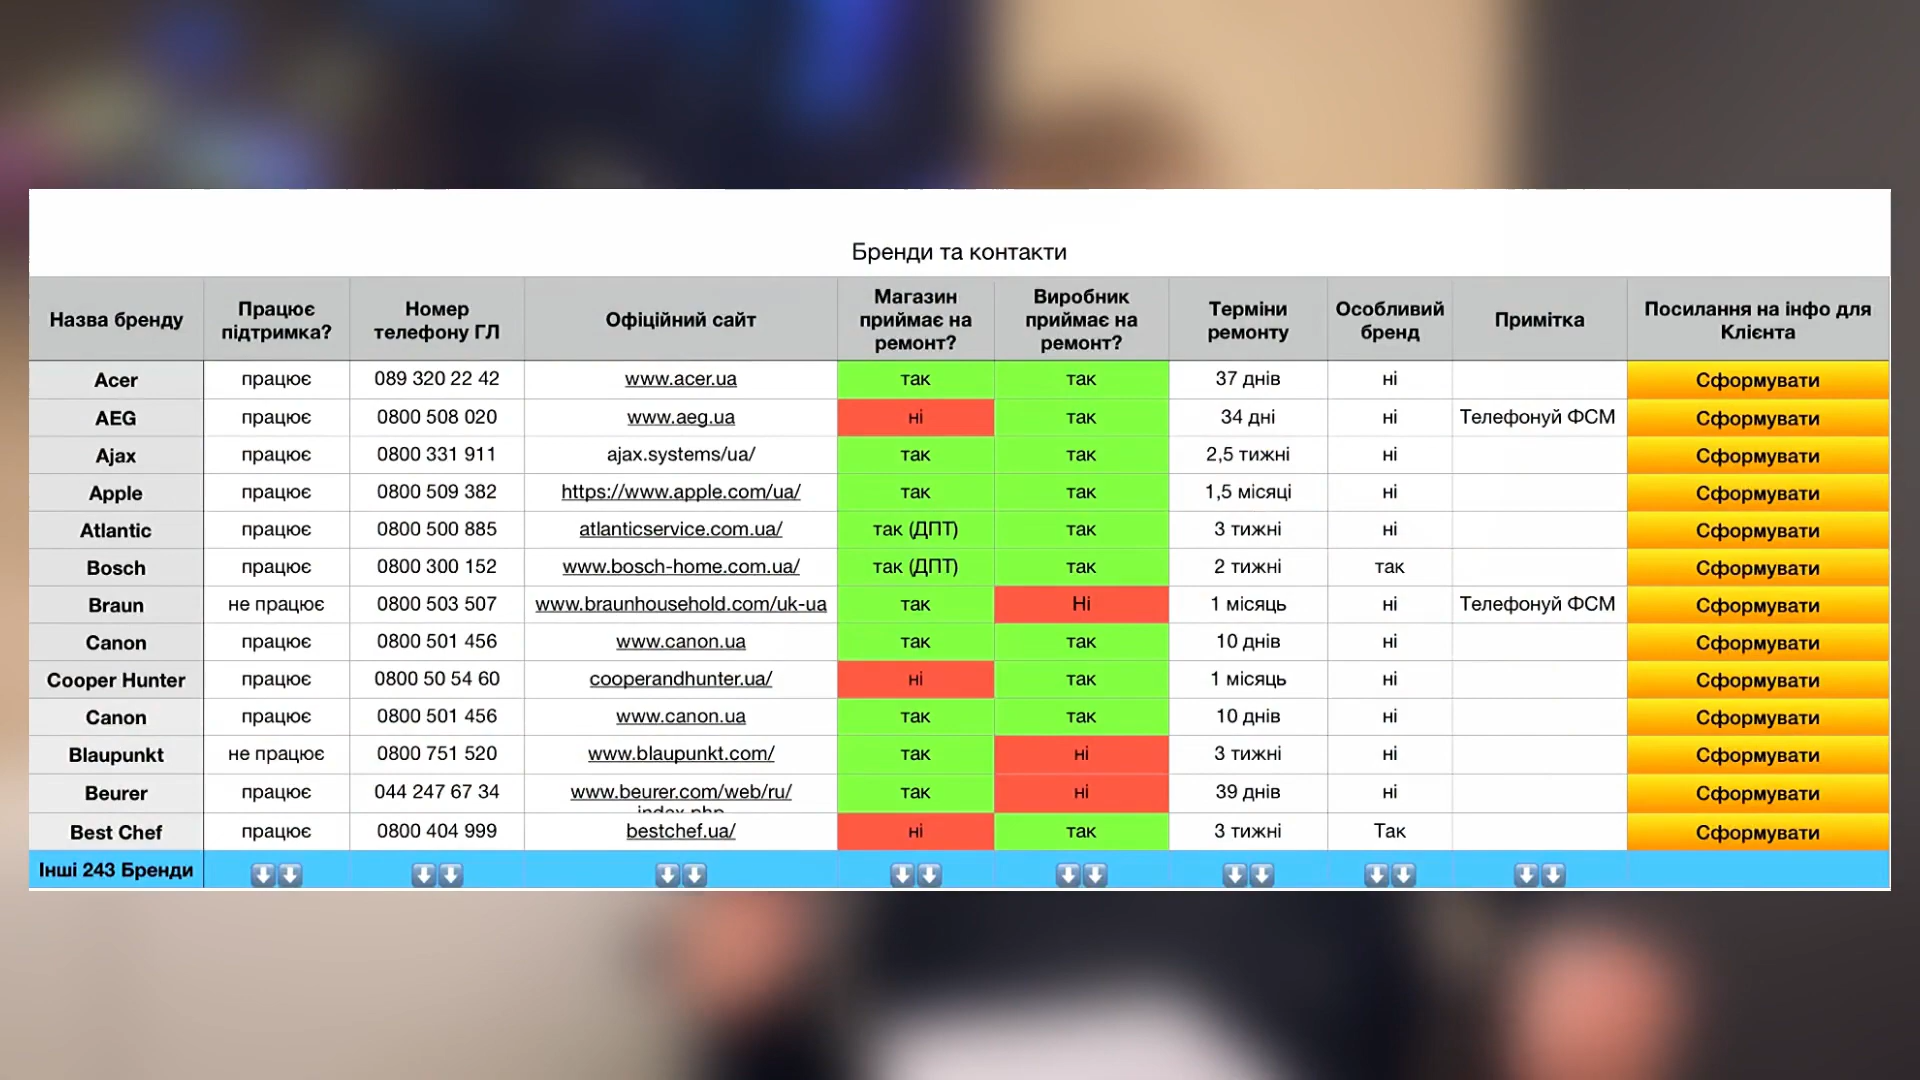 Бренди та контакти
Назва бренду Працює підтримка? Номер телефону ГЛ Офіційний сайт Магазин приймає на ремонт? Виробник приймає на ремонт? Терміни ремонту Особливий бренд Примітка Посилання на інфо для Клієнта
Acer працює 089 320 22 42 www.acer.ua так так 37 днів ні Сформувати
AEG працює 0800 508 020 www.aeg.ua ні так 34 дні ні Телефонуй ФСМ Сформувати
Ajax працює 0800 331 911 ajax.systems/ua/ так так 2,5 тижні ні Сформувати
Apple працює 0800 509 382 https://www.apple.com/ua/ так так 1,5 місяці ні Сформувати
Atlantic працює 0800 500 885 atlanticservice.com.ua/ так (ДПТ) так 3 тижні ні Сформувати
Bosch працює 0800 300 152 www.bosch-home.com.ua/ так (ДПТ) так 2 тижні так Сформувати
Braun не працює 0800 503 507 www.braunhousehold.com/uk-ua так Ні 1 місяць ні Телефонуй ФСМ Сформувати
Canon працює 0800 501 456 www.canon.ua так так 10 днів ні Сформувати
Cooper Hunter працює 0800 50 54 60 cooperandhunter.ua/ ні так 1 місяць ні Сформувати
Canon працює 0800 501 456 www.canon.ua так так 10 днів ні Сформувати
Blaupunkt не працює 0800 751 520 www.blaupunkt.com/ так ні 3 тижні ні Сформувати
Beurer працює 044 247 67 34 www.beurer.com/web/ru/ index.php так ні 39 днів ні Сформувати
Best Chef працює 0800 404 999 bestchef.ua/ ні так 3 тижні Так Сформувати
Інші 243 Бренди